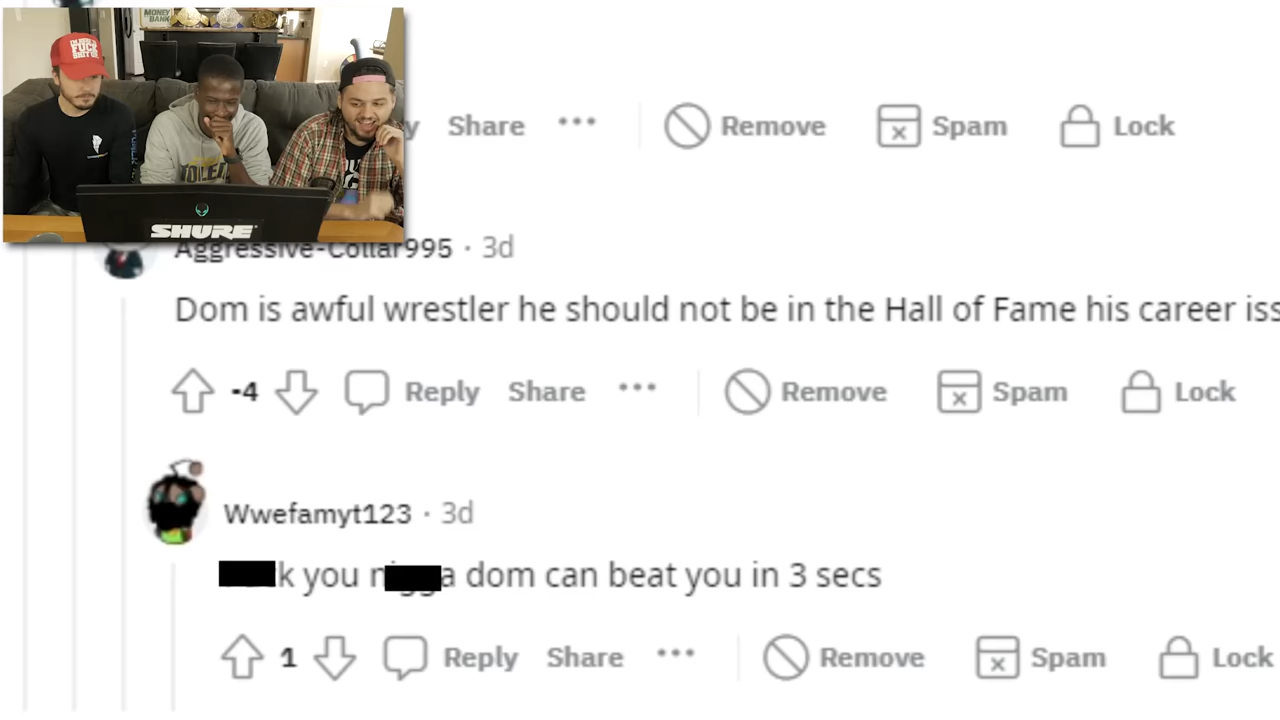 MONEY
BANK
SHURE
y Share ··· Remove Spam Lock
Aggressive-Collar995 · 3d
Dom is awful wrestler he should not be in the Hall of Fame his career iss
-4 Reply Share ··· Remove Spam Lock
Wwefamyt123 · 3d
k you n a dom can beat you in 3 secs
1 Reply Share ··· Remove Spam Lock